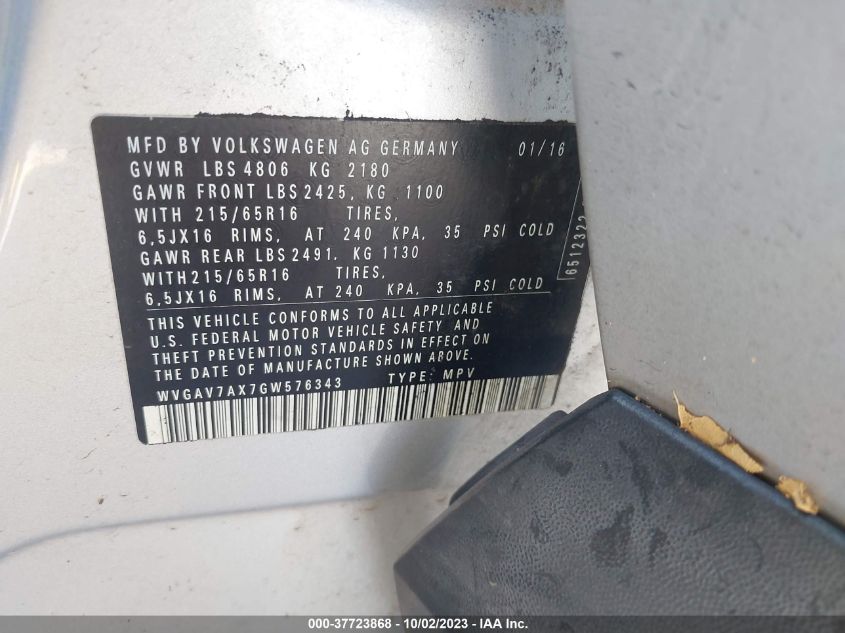 MFD BY VOLKSWAGEN AG GERMANY 01/16
GVWR LBS 4806 KG 2180
GAWR FRONT LBS 2425, KG 1100
WITH 215/65R16 TIRES,
6,5JX16 RIMS, AT 240 KPA, 35 PSI COLD
GAWR REAR LBS 2491. KG 1130
WITH 215/65R16 TIRES,
6,5JX16 RIMS, AT 240 KPA, 35 PSI COLD
THIS VEHICLE CONFORMS TO ALL APPLICABLE
U.S. FEDERAL MOTOR VEHICLE SAFETY AND
THEFT PREVENTION STANDARDS IN EFFECT ON
THE DATE OF MANUFACTURE SHOWN ABOVE.
WVGAV7AX7GW576343 TYPE: MPV
6512322
000-37723868 - 10/02/2023 - IAA Inc.